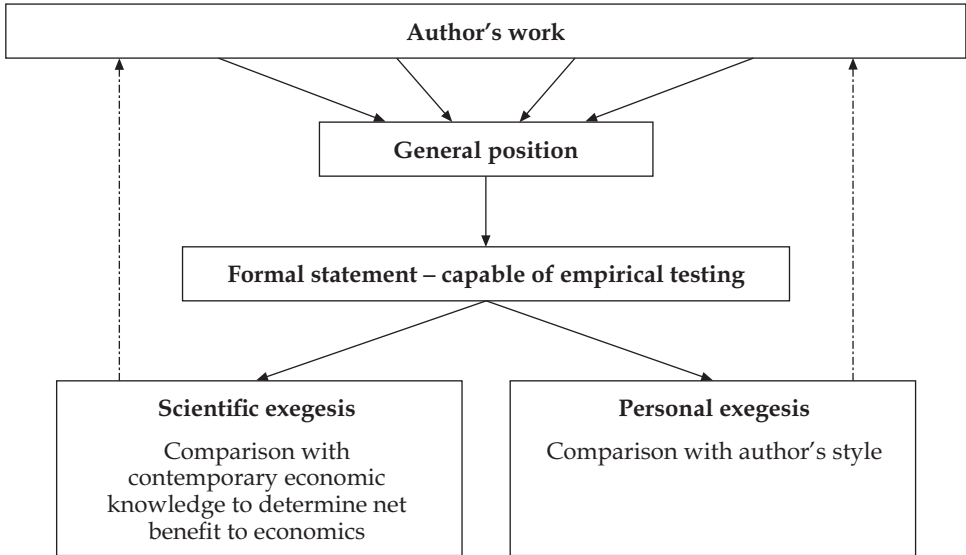 Author's work
General position
Formal statement – capable of empirical testing
Scientific exegesis
Comparison with
contemporary economic
knowledge to determine net
benefit to economics
Personal exegesis
Comparison with author's style